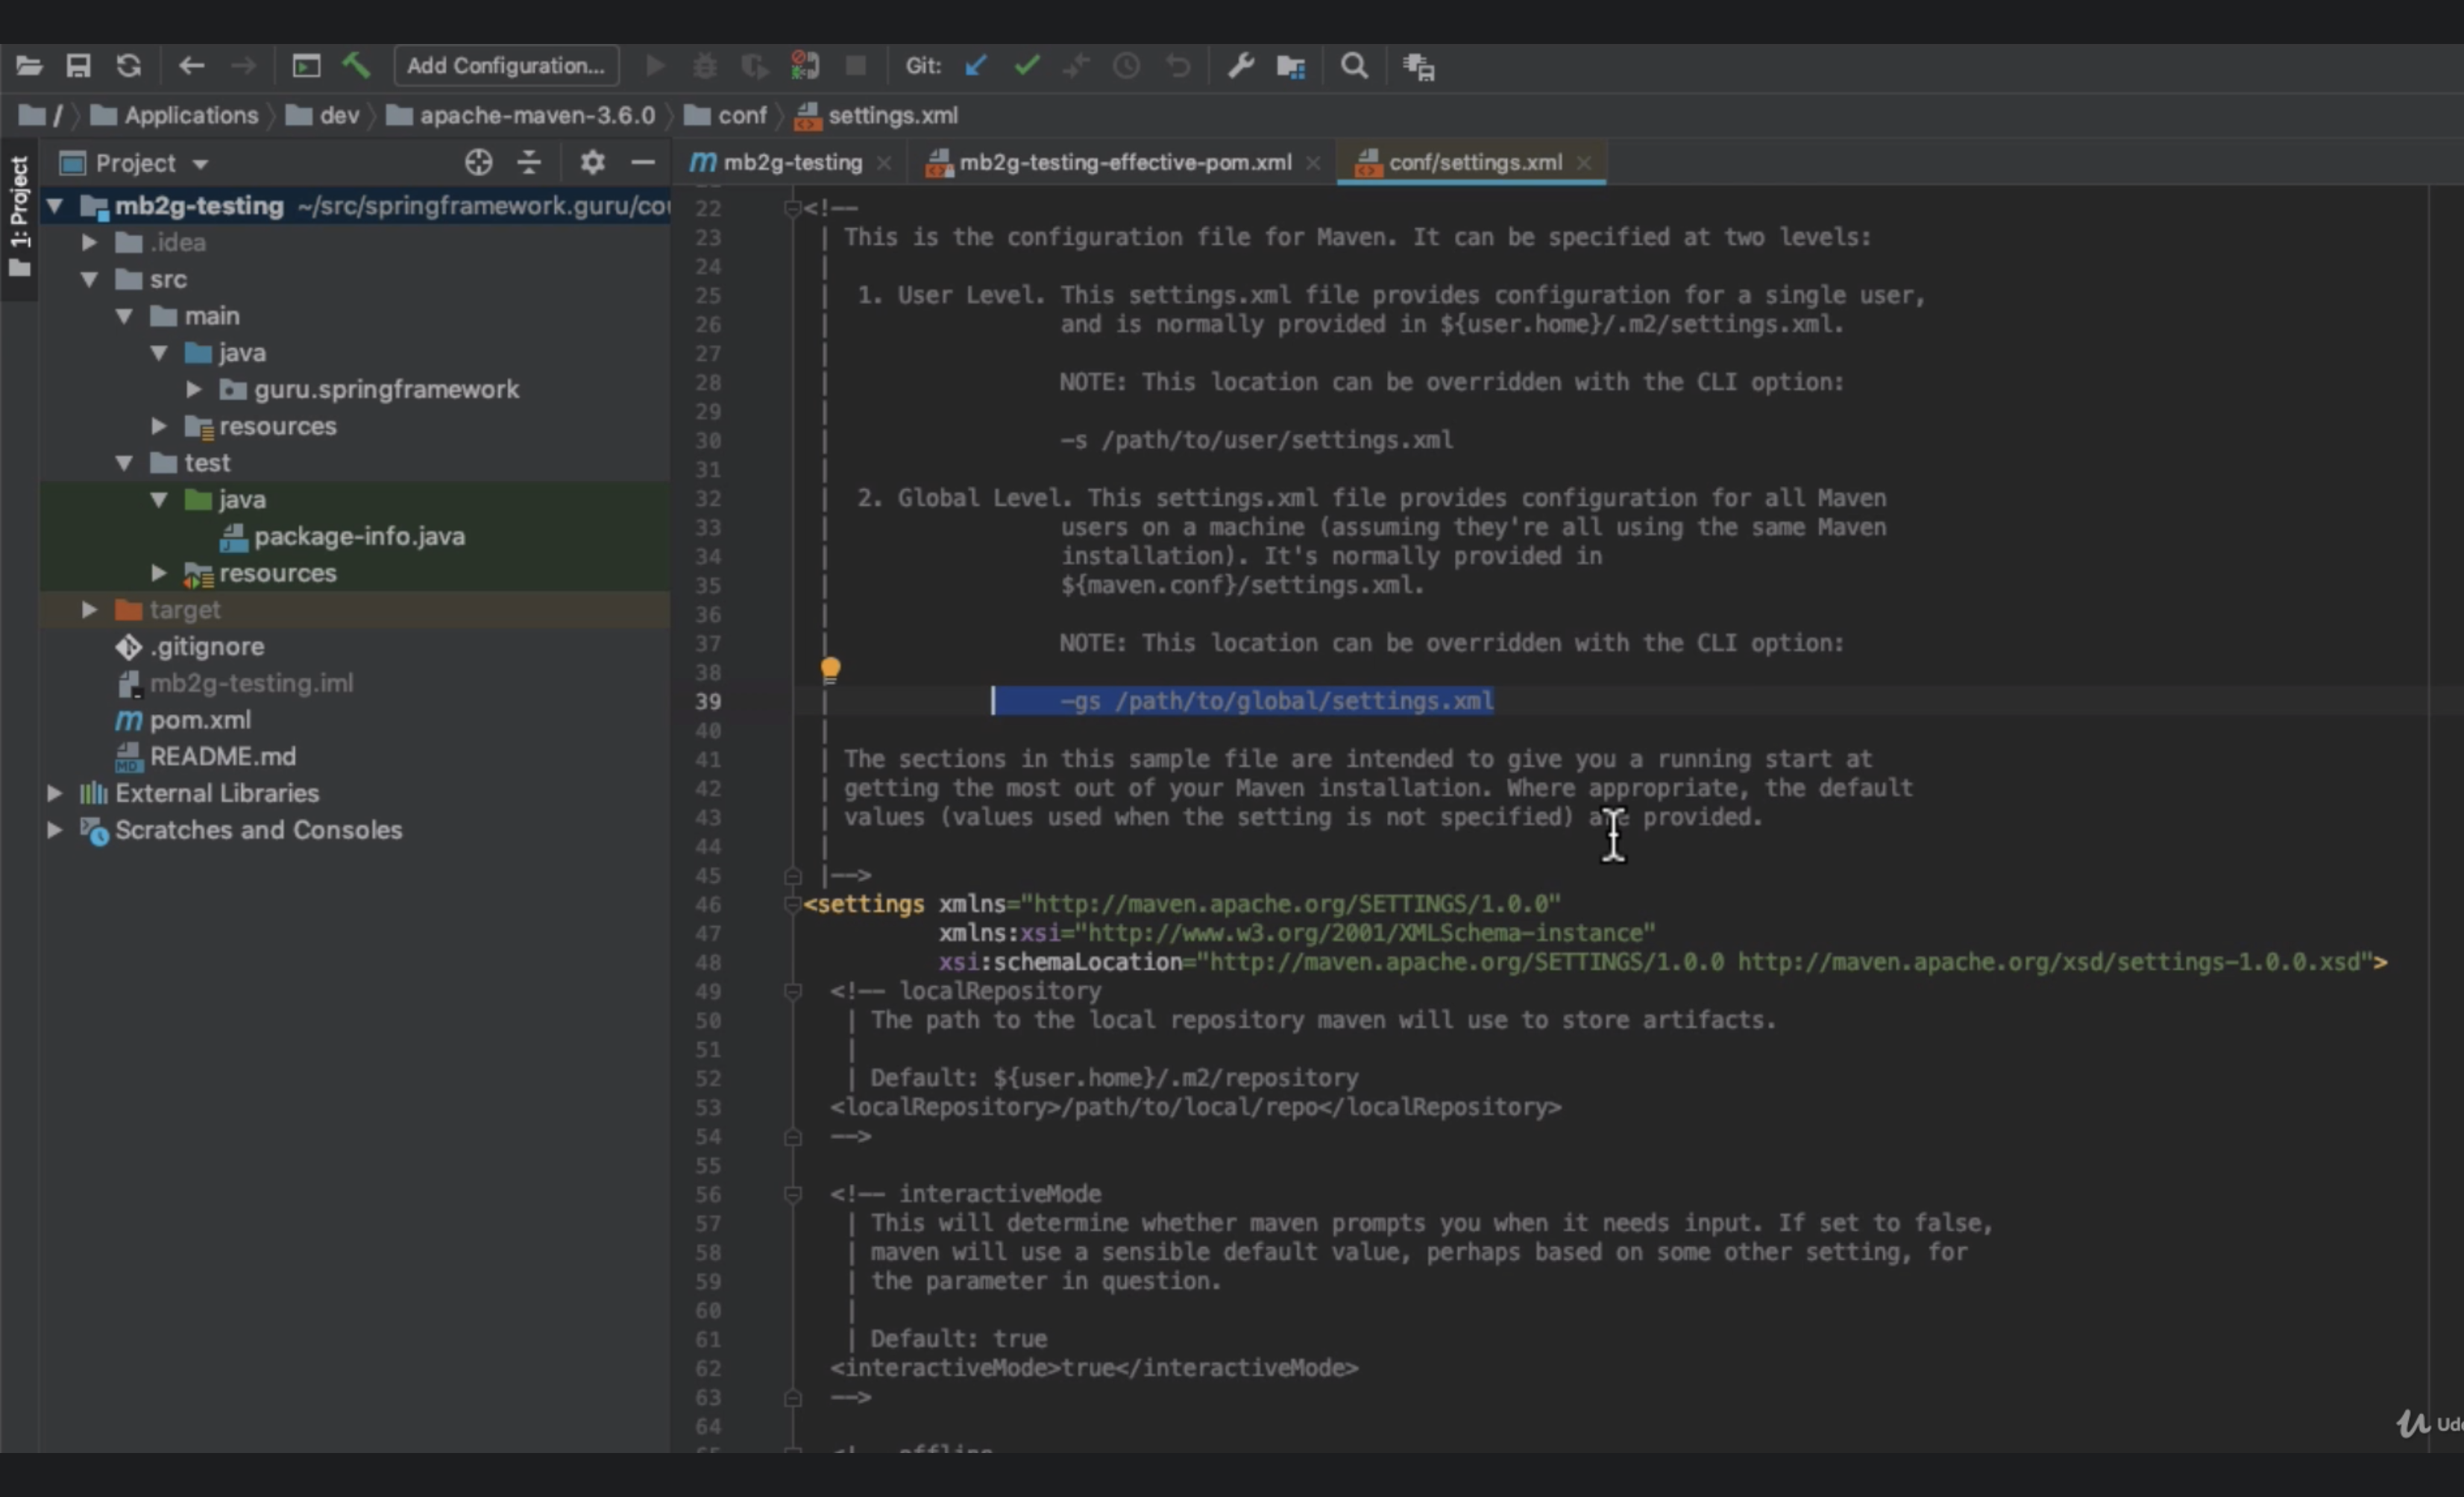 Add Configuration...
Git:
/
Applications
dev
apache-maven-3.6.0
conf
settings.xml
1: Project
Project
mb2g-testing ~/src/springframework.guru/
.idea
src
main
java
guru.springframework
resources
test
java
package-info.java
resources
target
.gitignore
mb2g-testing.iml
pom.xml
README.md
External Libraries
Scratches and Consoles
mb2g-testing
mb2g-testing-effective-pom.xml
conf/settings.xml
22 <!--
23 | This is the configuration file for Maven. It can be specified at two levels:
24 |
25 | 1. User Level. This settings.xml file provides configuration for a single user,
26 | and is normally provided in ${user.home}/.m2/settings.xml.
27 |
28 | NOTE: This location can be overridden with the CLI option:
29 |
30 | -s /path/to/user/settings.xml
31 |
32 | 2. Global Level. This settings.xml file provides configuration for all Maven
33 | users on a machine (assuming they're all using the same Maven
34 | installation). It's normally provided in
35 | ${maven.conf}/settings.xml.
36 |
37 | NOTE: This location can be overridden with the CLI option:
38 |
39 | -gs /path/to/global/settings.xml
40 |
41 | The sections in this sample file are intended to give you a running start at
42 | getting the most out of your Maven installation. Where appropriate, the default
43 | values (values used when the setting is not specified) are provided.
44 |
45 |-->
46 <settings xmlns="http://maven.apache.org/SETTINGS/1.0.0"
47 xmlns:xsi="http://www.w3.org/2001/XMLSchema-instance"
48 xsi:schemaLocation="http://maven.apache.org/SETTINGS/1.0.0 http://maven.apache.org/xsd/settings-1.0.0.xsd">
49 <!-- localRepository
50 | The path to the local repository maven will use to store artifacts.
51 |
52 | Default: ${user.home}/.m2/repository
53 <localRepository>/path/to/local/repo</localRepository>
54 -->
55
56 <!-- interactiveMode
57 | This will determine whether maven prompts you when it needs input. If set to false,
58 | maven will use a sensible default value, perhaps based on some other setting, for
59 | the parameter in question.
60 |
61 | Default: true
62 <interactiveMode>true</interactiveMode>
63 -->
64